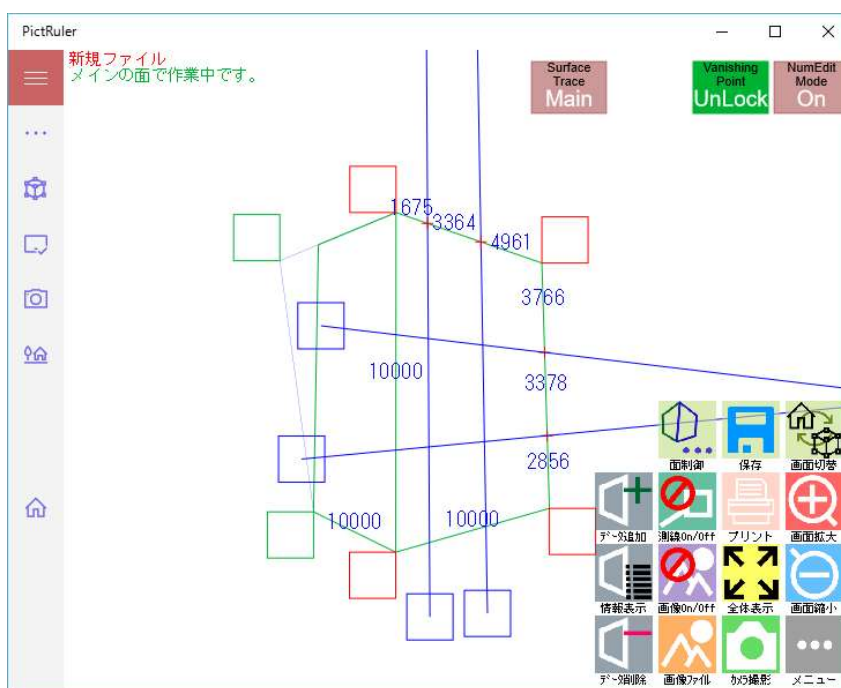 PictRuler
新規ファイル
メインの面で作業中です。
Surface
Trace
Main
Vanishing
Point
UnLock
NumEdit
Mode
On
1675
3364
4961
3766
10000
3378
2856
10000
10000
面制御
保存
画面切替
データ追加
測線On/Off
プリント
画面拡大
情報表示
画像On/Off
全体表示
画面縮小
データ削除
画像ファイル
カメラ撮影
メニュー